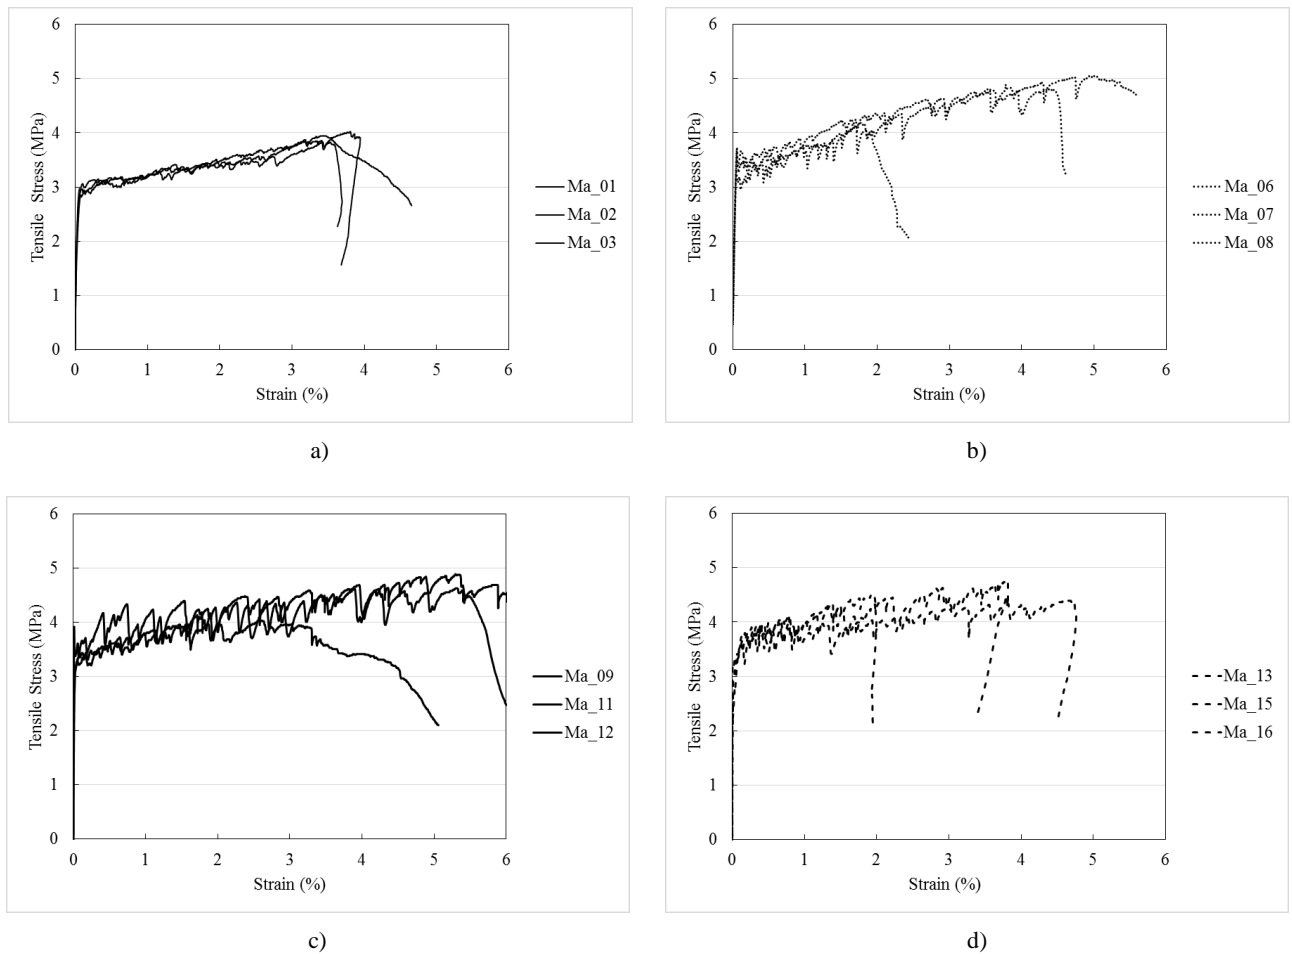 6
5
4
3
2
1
0
Tensile Stress (MPa)
0 1 2 3 4 5 6
Strain (%)
Ma_01
Ma_02
Ma_03
a)
6
5
4
3
2
1
0
Tensile Stress (MPa)
0 1 2 3 4 5 6
Strain (%)
Ma_06
Ma_07
Ma_08
b)
6
5
4
3
2
1
0
Tensile Stress (MPa)
0 1 2 3 4 5 6
Strain (%)
Ma_09
Ma_11
Ma_12
c)
6
5
4
3
2
1
0
Tensile Stress (MPa)
0 1 2 3 4 5 6
Strain (%)
Ma_13
Ma_15
Ma_16
d)